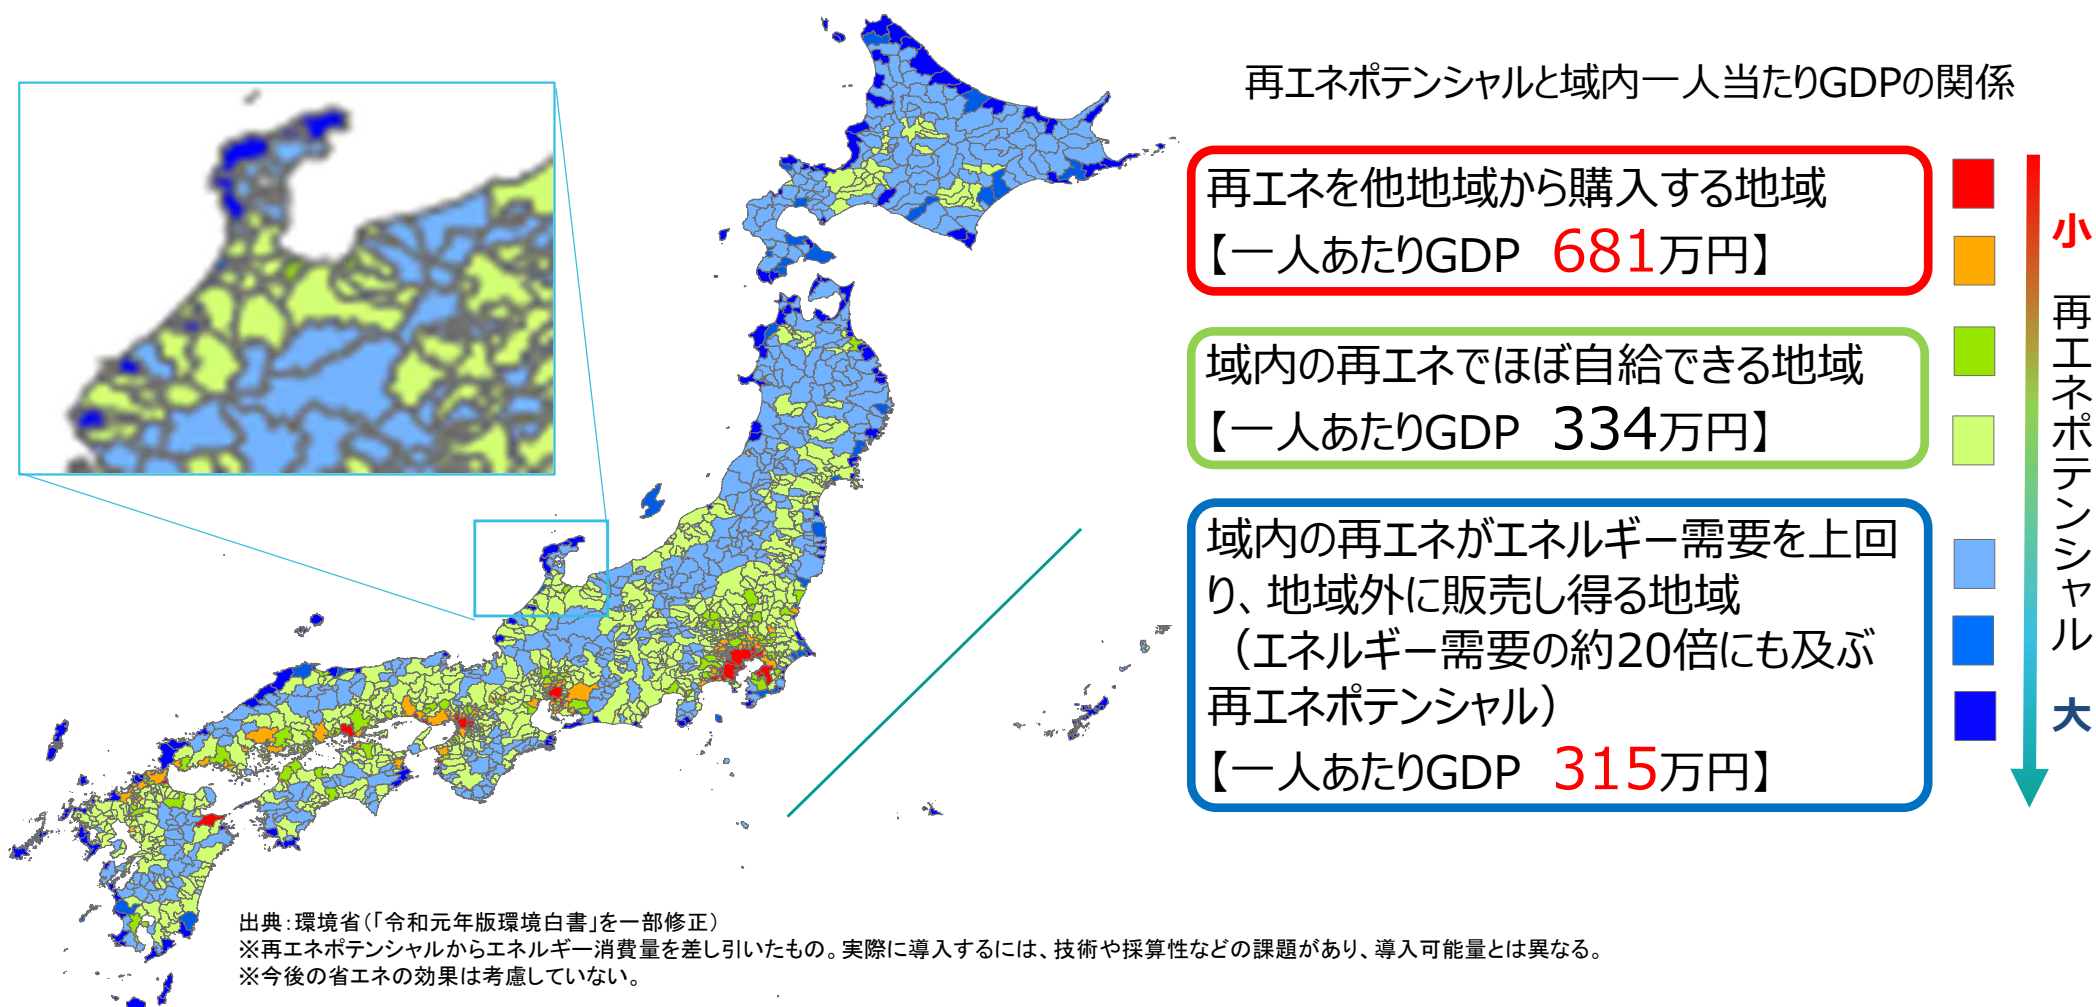 再エネポテンシャルと域内一人当たりGDPの関係
再エネを他地域から購入する地域
【一人あたりGDP 681万円】
域内の再エネでほぼ自給できる地域
【一人あたりGDP 334万円】
域内の再エネがエネルギー需要を上回
り、地域外に販売し得る地域
（エネルギー需要の約20倍にも及ぶ
再エネポテンシャル）
【一人あたりGDP 315万円】
小
再エネポテンシャル
大
出典：環境省（「令和元年版環境白書」を一部修正）
※再エネポテンシャルからエネルギー消費量を差し引いたもの。実際に導入するには、技術や採算性などの課題があり、導入可能量とは異なる。
※今後の省エネの効果は考慮していない。